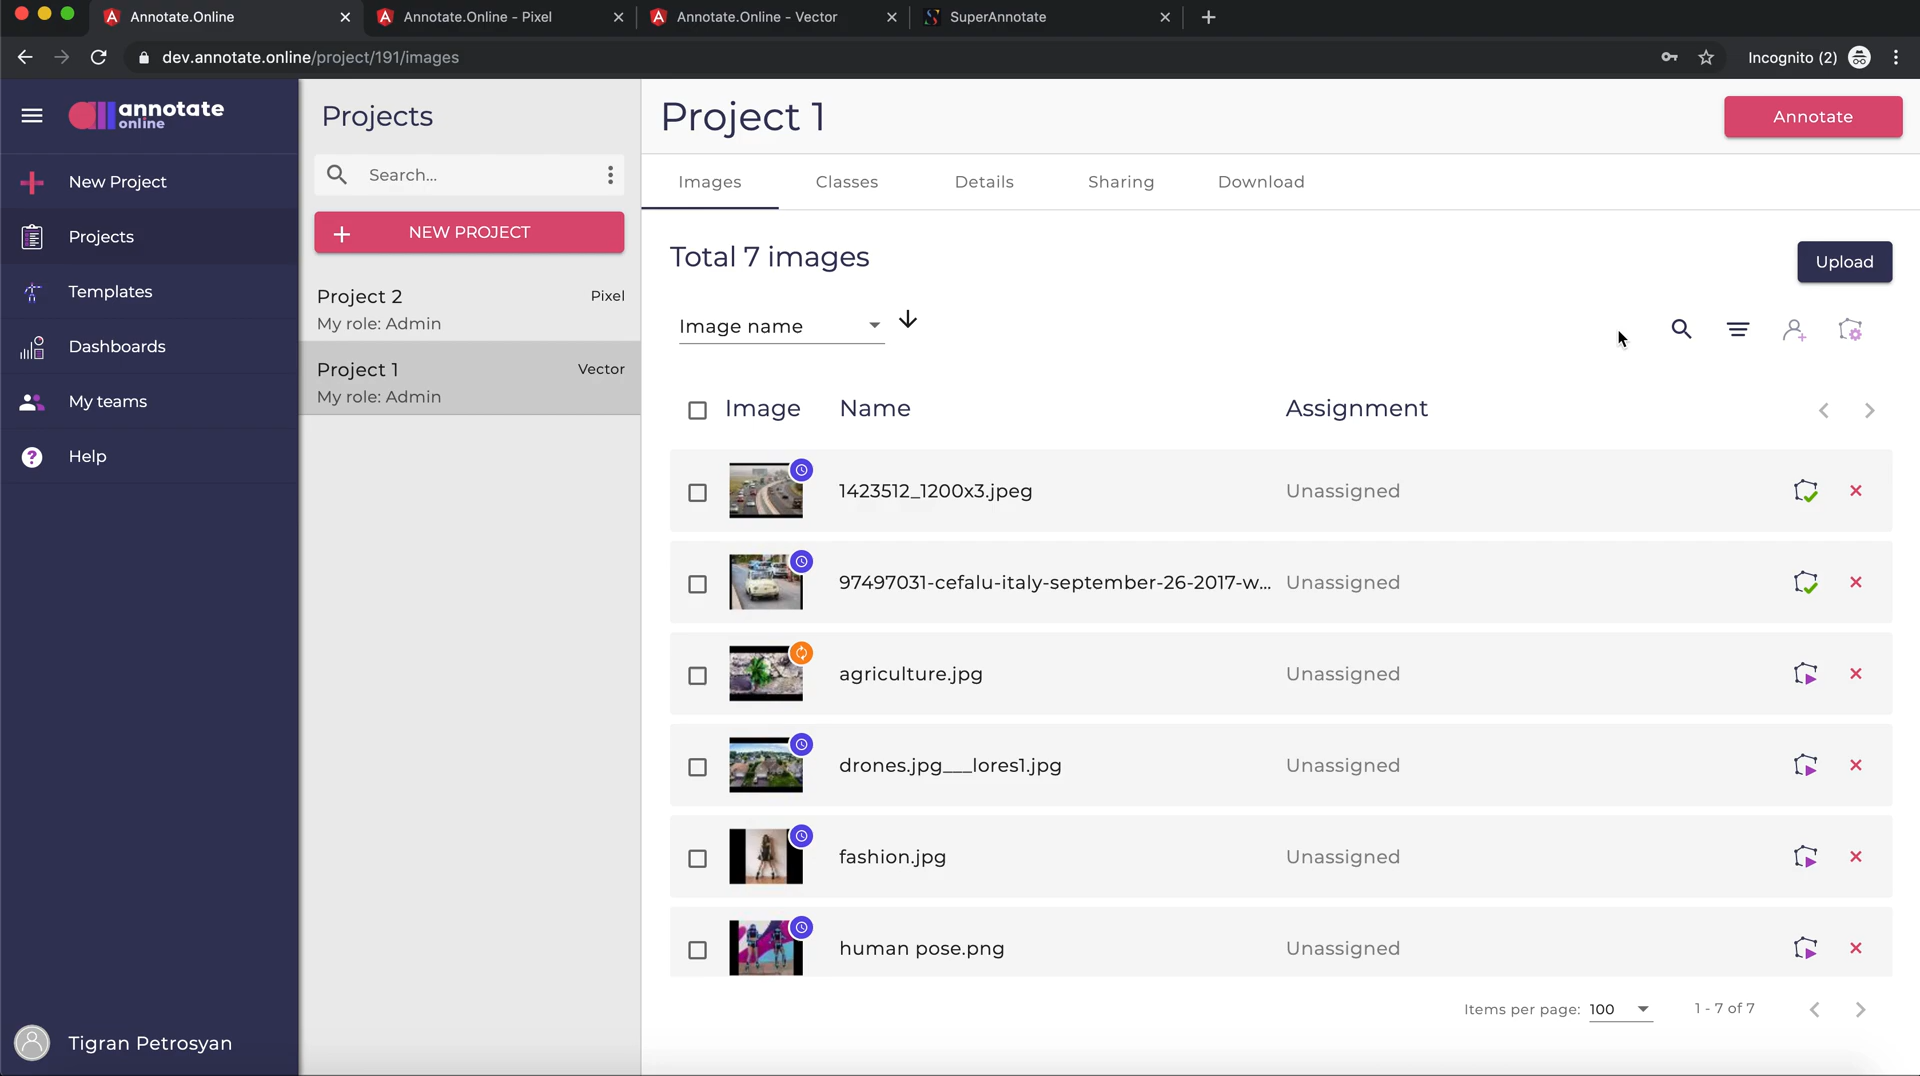 Annotate.Online
Annotate.Online - Pixel
Annotate.Online - Vector
SuperAnnotate
dev.annotate.online/project/191/images
Incognito (2)
annotate
online
New Project
Projects
Templates
Dashboards
My teams
Help
Tigran Petrosyan
Projects
Search...
NEW PROJECT
Project 2
Pixel
My role: Admin
Project 1
Vector
My role: Admin
Project 1
Annotate
Images
Classes
Details
Sharing
Download
Total 7 images
Upload
Image name
Image
Name
Assignment
1423512_1200x3.jpeg
Unassigned
97497031-cefalu-italy-september-26-2017-w...
Unassigned
agriculture.jpg
Unassigned
drones.jpg___lores1.jpg
Unassigned
fashion.jpg
Unassigned
human pose.png
Unassigned
Items per page: 100
1 - 7 of 7